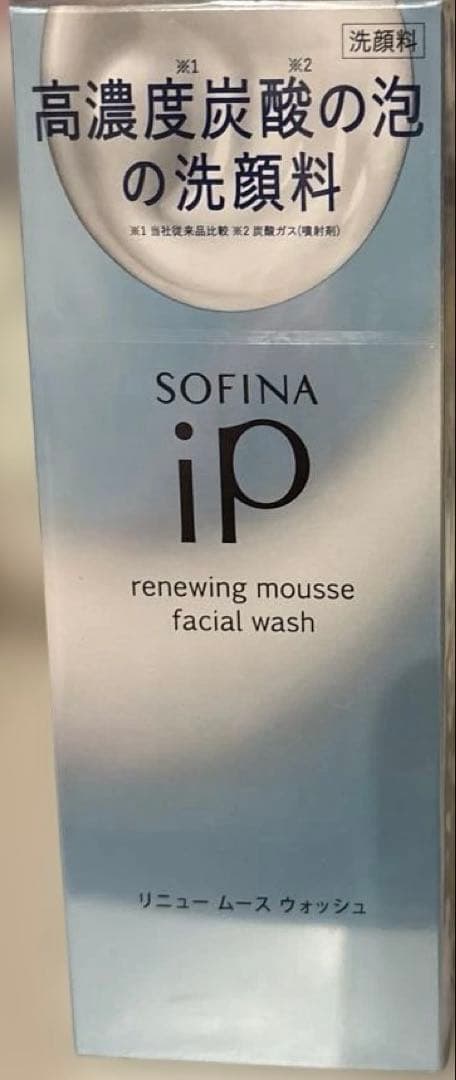 洗顔料
※1 ※2
高濃度炭酸の泡
の洗顔料
※1 当社従来品比較 ※2 炭酸ガス(噴射剤)
SOFINA
iP
renewing mousse
facial wash
リニュー ムース ウォッシュ